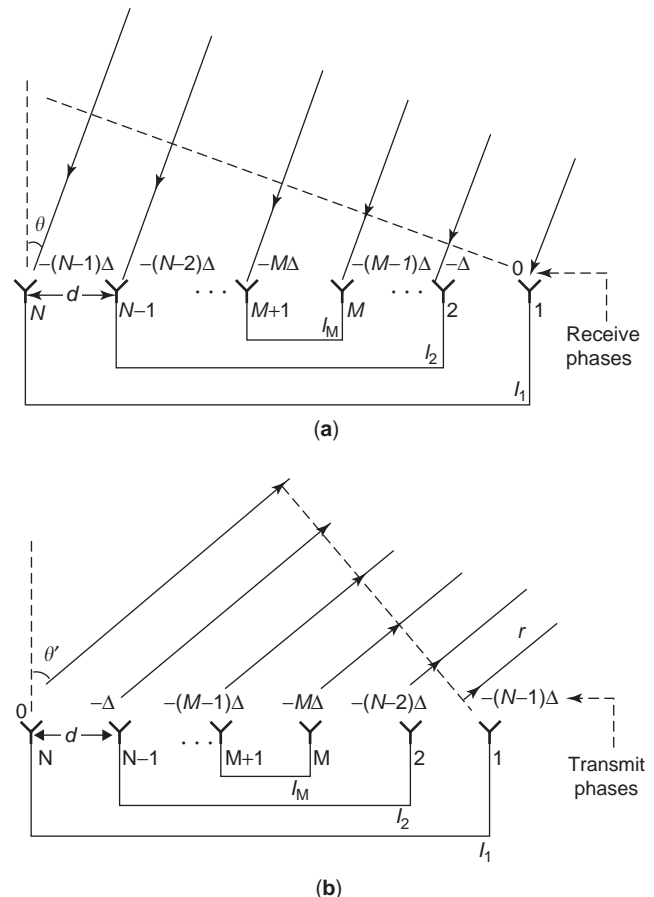 θ
−(N−1)Δ −(N−2)Δ −MΔ −(M−1)Δ −Δ 0
d
N N−1 · · · M+1 M · · · 2 1
l_M
l_2
l_1
Receive
phases
(a)
θ′
r
0 −Δ −(M−1)Δ −MΔ −(N−2)Δ −(N−1)Δ
d
N N−1 · · · M+1 M 2 1
l_M
l_2
l_1
Transmit
phases
(b)